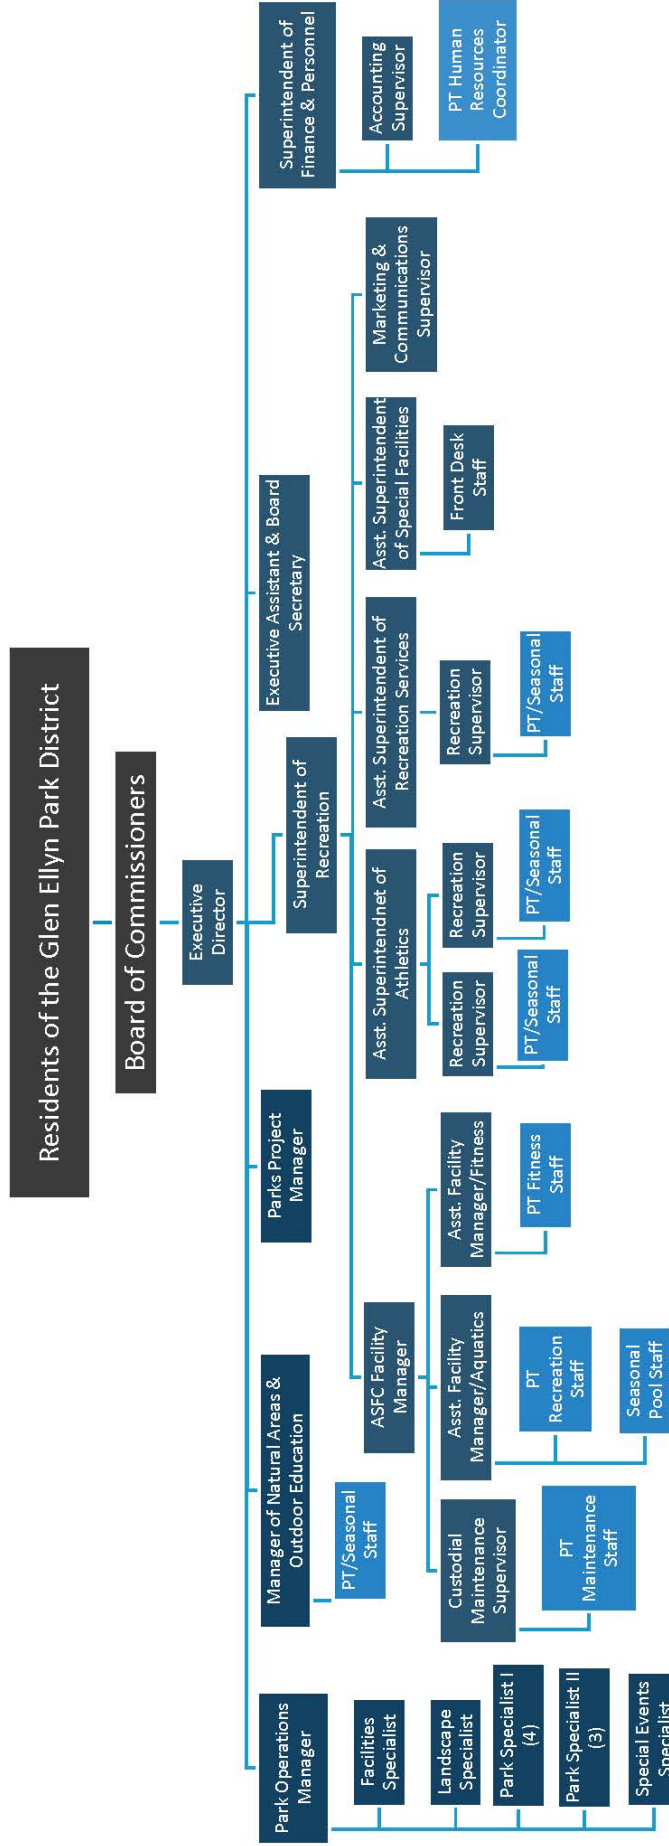 Residents of the Glen Ellyn Park District
Board of Commissioners
Executive
Director
Park Operations
Manager
Manager of Natural Areas &
Outdoor Education
Parks Project
Manager
Superintendent of
Recreation
Executive Assistant & Board
Secretary
Superintendent of
Finance & Personnel
Facilities
Specialist
Landscape
Specialist
Park Specialist I
(4)
Park Specialist II
(3)
Special Events
Specialist
PT/Seasonal
Staff
ASFC Facility
Manager
Asst. Superintendnet of
Athletics
Asst. Superintendent of
Recreation Services
Asst. Superintendent
of Special Facilities
Marketing &
Communications
Supervisor
Accounting
Supervisor
PT Human
Resources
Coordinator
Custodial
Maintenance
Supervisor
PT
Maintenance
Staff
Asst. Facility
Manager/Aquatics
PT
Recreation
Staff
Seasonal
Pool Staff
Asst. Facility
Manager/Fitness
PT Fitness
Staff
Recreation
Supervisor
PT/Seasonal
Staff
Recreation
Supervisor
PT/Seasonal
Staff
Recreation
Supervisor
PT/Seasonal
Staff
Front Desk
Staff